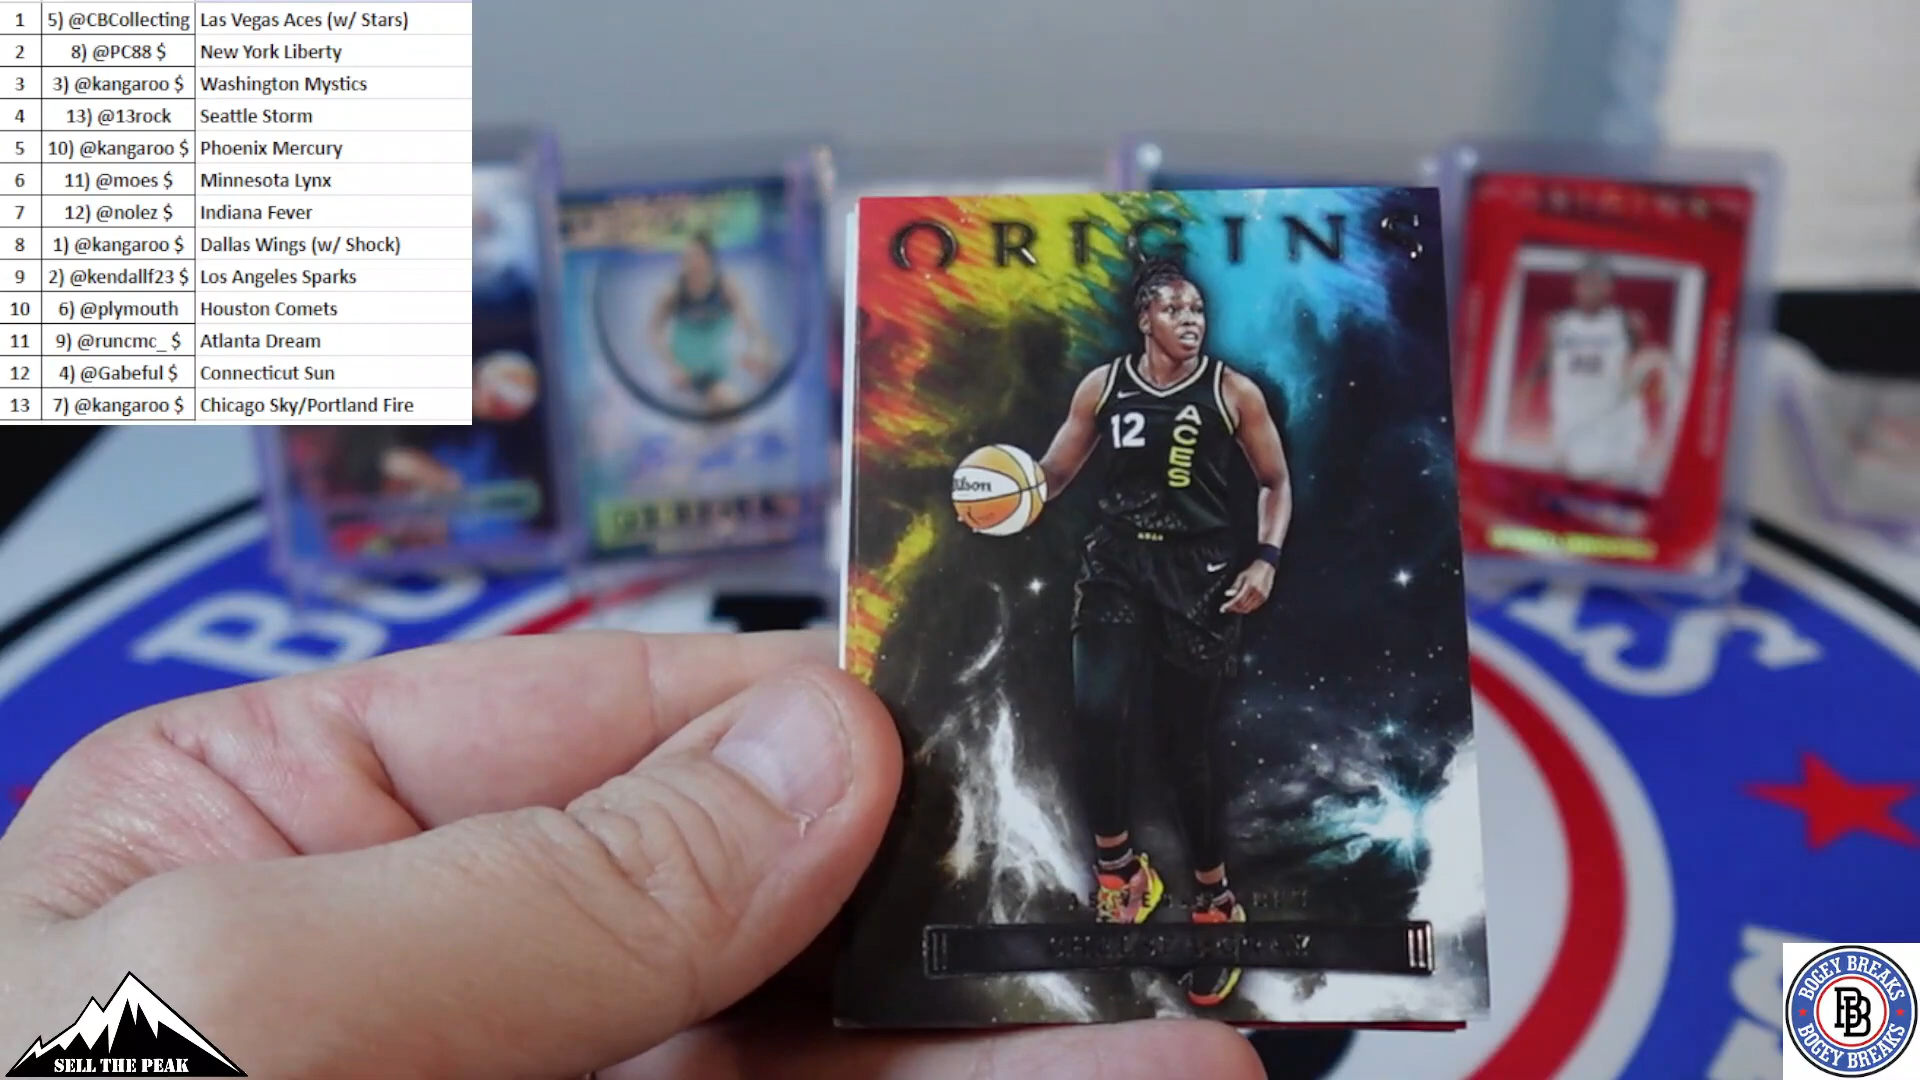 1 5) @CBCollecting Las Vegas Aces (w/ Stars)
2 8) @PC88 $ New York Liberty
3 3) @kangaroo $ Washington Mystics
4 13) @13rock Seattle Storm
5 10) @kangaroo $ Phoenix Mercury
6 11) @moes $ Minnesota Lynx
7 12) @nolez $ Indiana Fever
8 1) @kangaroo $ Dallas Wings (w/ Shock)
9 2) @kendallf23 $ Los Angeles Sparks
10 6) @plymouth Houston Comets
11 9) @runcmc_ $ Atlanta Dream
12 4) @Gabeful $ Connecticut Sun
13 7) @kangaroo $ Chicago Sky/Portland Fire
ORIGINS
12 ACES
SELL THE PEAK
BOGEY BREAKS
BB
BOGEY BREAKS